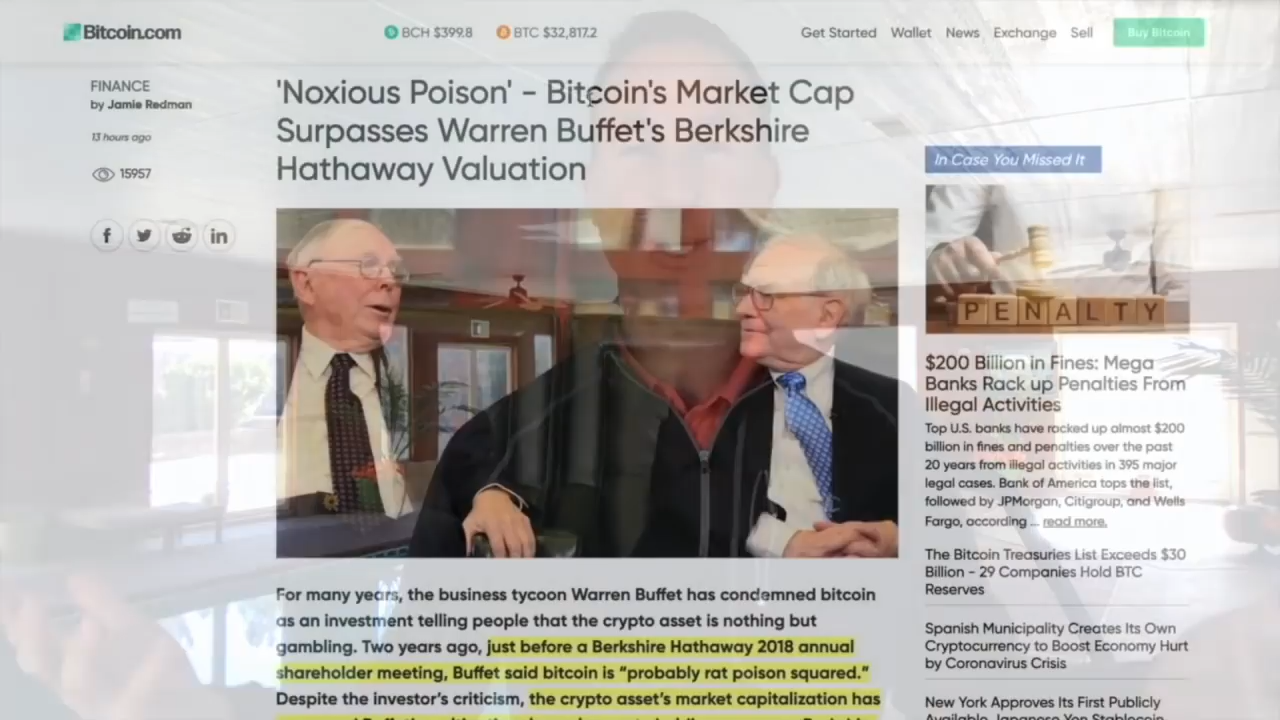 Bitcoin.com
BCH $399.8
BTC $32,817.2
Get Started
Wallet
News
Exchange
Sell
Buy Bitcoin
FINANCE
by Jamie Redman
13 hours ago
15957
'Noxious Poison' - Bitcoin's Market Cap
Surpasses Warren Buffet's Berkshire
Hathaway Valuation
For many years, the business tycoon Warren Buffet has condemned bitcoin
as an investment telling people that the crypto asset is nothing but
gambling. Two years ago, just before a Berkshire Hathaway 2018 annual
shareholder meeting, Buffet said bitcoin is “probably rat poison squared.”
Despite the investor’s criticism, the crypto asset’s market capitalization has
In Case You Missed It
PENALTY
$200 Billion in Fines: Mega
Banks Rack up Penalties From
Illegal Activities
Top U.S. banks have racked up almost $200
billion in fines and penalties over the past
20 years from illegal activities in 395 major
legal cases. Bank of America tops the list,
followed by JPMorgan, Citigroup, and Wells
Fargo, according ... read more.
The Bitcoin Treasuries List Exceeds $30
Billion - 29 Companies Hold BTC
Reserves
Spanish Municipality Creates Its Own
Cryptocurrency to Boost Economy Hurt
by Coronavirus Crisis
New York Approves Its First Publicly